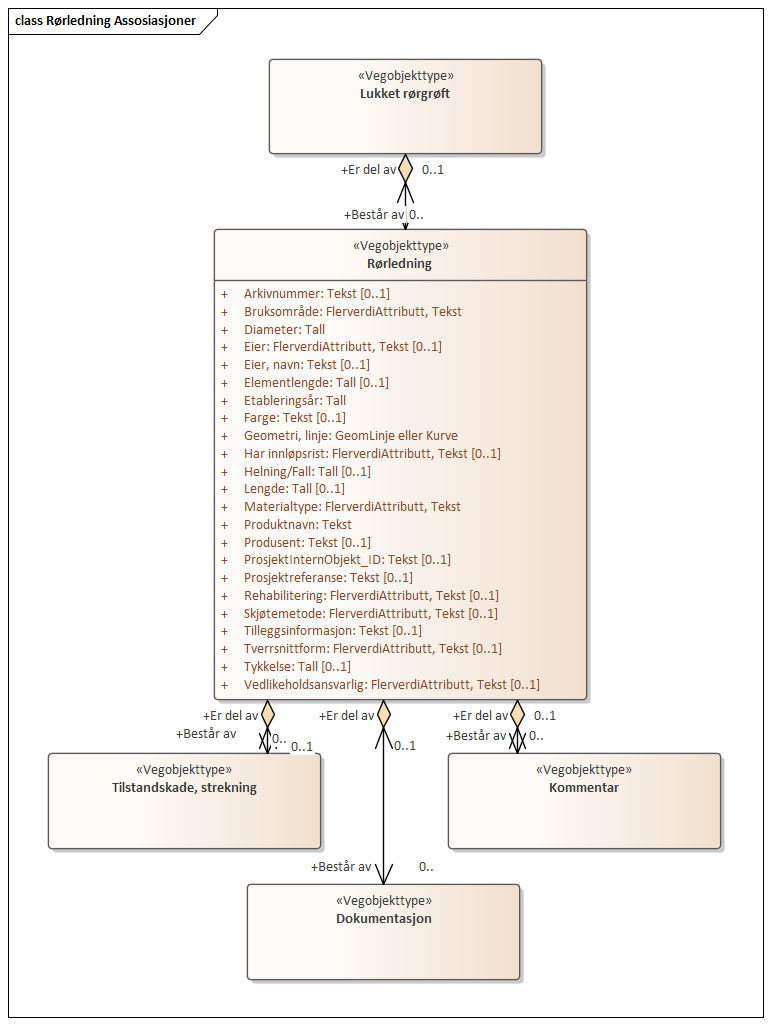 class Rørledning Assosiasjoner
«Vegobjekttype»
Lukket rørgrøft
+Er del av 0..1
+Består av 0..
«Vegobjekttype»
Rørledning
+ Arkivnummer: Tekst [0..1]
+ Bruksområde: FlerverdiAttributt, Tekst
+ Diameter: Tall
+ Eier: FlerverdiAttributt, Tekst [0..1]
+ Eier, navn: Tekst [0..1]
+ Elementlengde: Tall [0..1]
+ Etableringsår: Tall
+ Farge: Tekst [0..1]
+ Geometri, linje: GeomLinje eller Kurve
+ Har innløpsrist: FlerverdiAttributt, Tekst [0..1]
+ Helning/Fall: Tall [0..1]
+ Lengde: Tall [0..1]
+ Materialtype: FlerverdiAttributt, Tekst
+ Produktnavn: Tekst
+ Produsent: Tekst [0..1]
+ ProsjektInternObjekt_ID: Tekst [0..1]
+ Prosjektreferanse: Tekst [0..1]
+ Rehabilitering: FlerverdiAttributt, Tekst [0..1]
+ Skjøtemetode: FlerverdiAttributt, Tekst [0..1]
+ Tilleggsinformasjon: Tekst [0..1]
+ Tverrsnittform: FlerverdiAttributt, Tekst [0..1]
+ Tykkelse: Tall [0..1]
+ Vedlikeholdsansvarlig: FlerverdiAttributt, Tekst [0..1]
+Er del av +Er del av +Er del av 0..1
+Består av 0.. 0..1 0..1 +Består av 0..
«Vegobjekttype»
Tilstandskade, strekning
«Vegobjekttype»
Kommentar
+Består av 0..
«Vegobjekttype»
Dokumentasjon